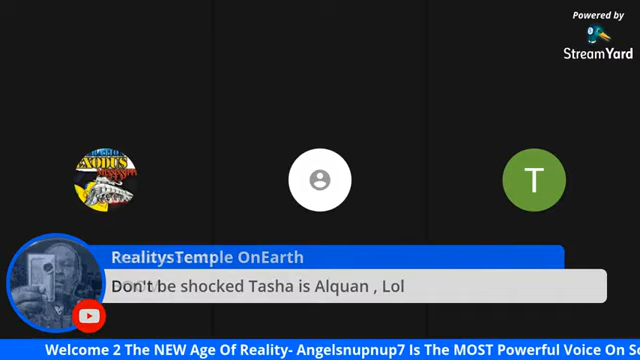 Powered by
StreamYard
EXODUS
T
RealitysTemple OnEarth
Don't be shocked Tasha is Alquan , Lol
Welcome 2 The NEW Age Of Reality- Angelsnupnup7 Is The MOST Powerful Voice On So